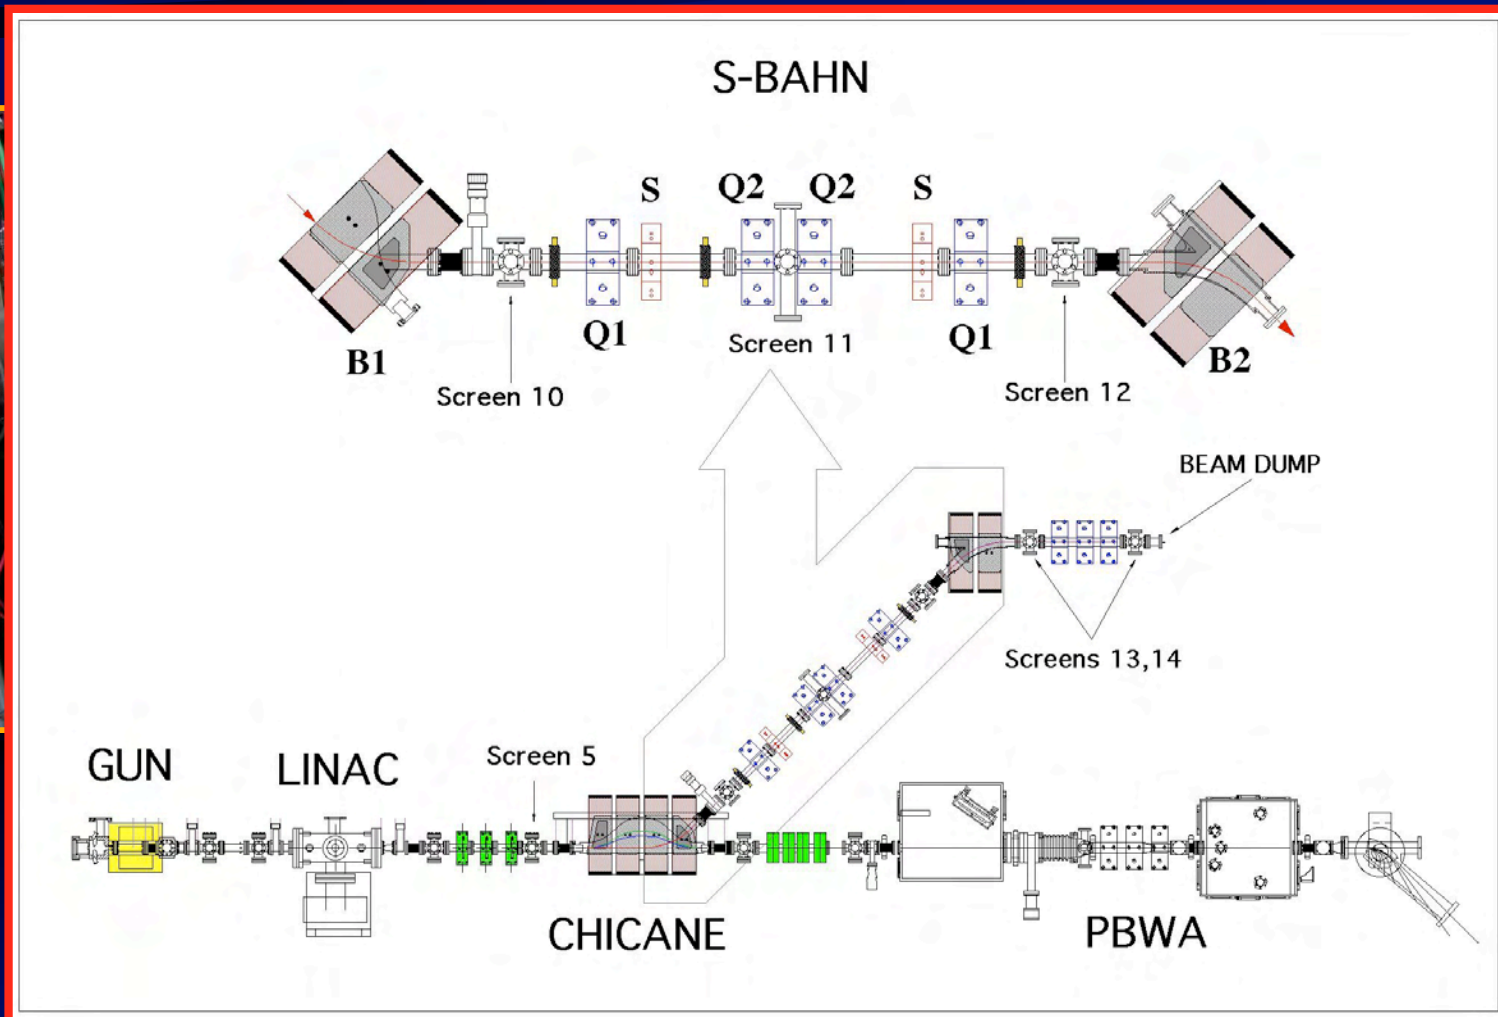 S-BAHN
S
Q2
Q2
S
B1
Q1
Screen 11
Q1
B2
Screen 10
Screen 12
BEAM DUMP
Screens 13,14
GUN
LINAC
Screen 5
CHICANE
PBWA